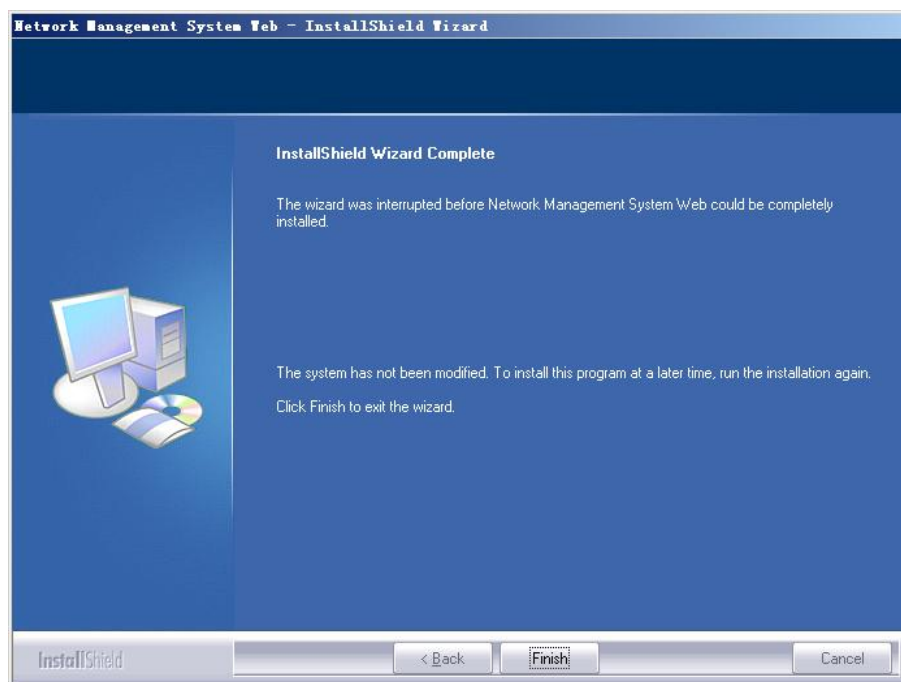 Network Management System Web - InstallShield Wizard
InstallShield Wizard Complete
The wizard was interrupted before Network Management System Web could be completely
installed.
The system has not been modified. To install this program at a later time, run the installation again.
Click Finish to exit the wizard.
InstallShield
< Back
Finish
Cancel